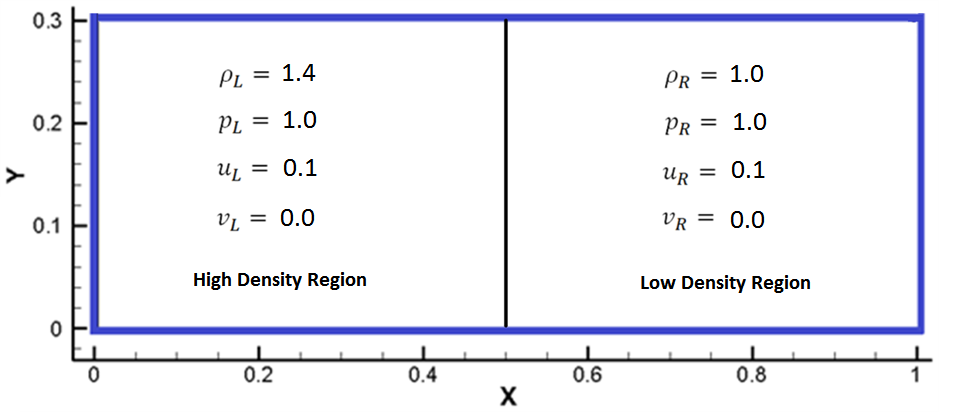 0.3
ρL = 1.4
ρR = 1.0
0.2
pL = 1.0
pR = 1.0
Y
uL = 0.1
uR = 0.1
0.1
vL = 0.0
vR = 0.0
High Density Region
Low Density Region
0
0 0.2 0.4 0.6 0.8 1
X